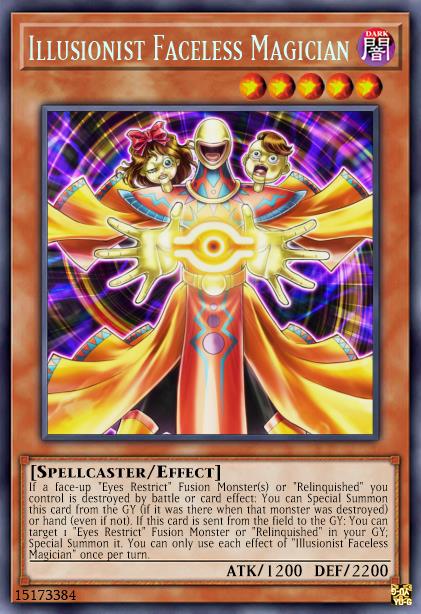 Illusionist Faceless Magician
DARK
闇
[Spellcaster/Effect]
If a face-up "Eyes Restrict" Fusion Monster(s) or "Relinquished" you
control is destroyed by battle or card effect: You can Special Summon
this card from the GY (if it was there when that monster was destroyed)
or hand (even if not). If this card is sent from the field to the GY: You can
target 1 "Eyes Restrict" Fusion Monster or "Relinquished" in your GY;
Special Summon it. You can only use each effect of "Illusionist Faceless
Magician" once per turn.
ATK/1200 DEF/2200
15173384